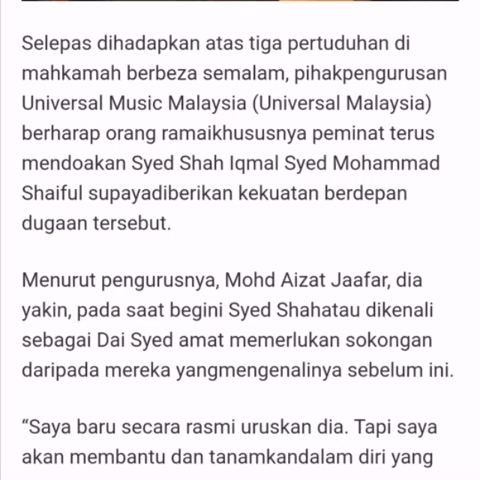 Selepas dihadapkan atas tiga pertuduhan di
mahkamah berbeza semalam, pihakpengurusan
Universal Music Malaysia (Universal Malaysia)
berharap orang ramaikhususnya peminat terus
mendoakan Syed Shah Iqmal Syed Mohammad
Shaiful supayadiberikan kekuatan berdepan
dugaan tersebut.
Menurut pengurusnya, Mohd Aizat Jaafar, dia
yakin, pada saat begini Syed Shahatau dikenali
sebagai Dai Syed amat memerlukan sokongan
daripada mereka yangmengenalinya sebelum ini.
“Saya baru secara rasmi uruskan dia. Tapi saya
akan membantu dan tanamkandalam diri yang